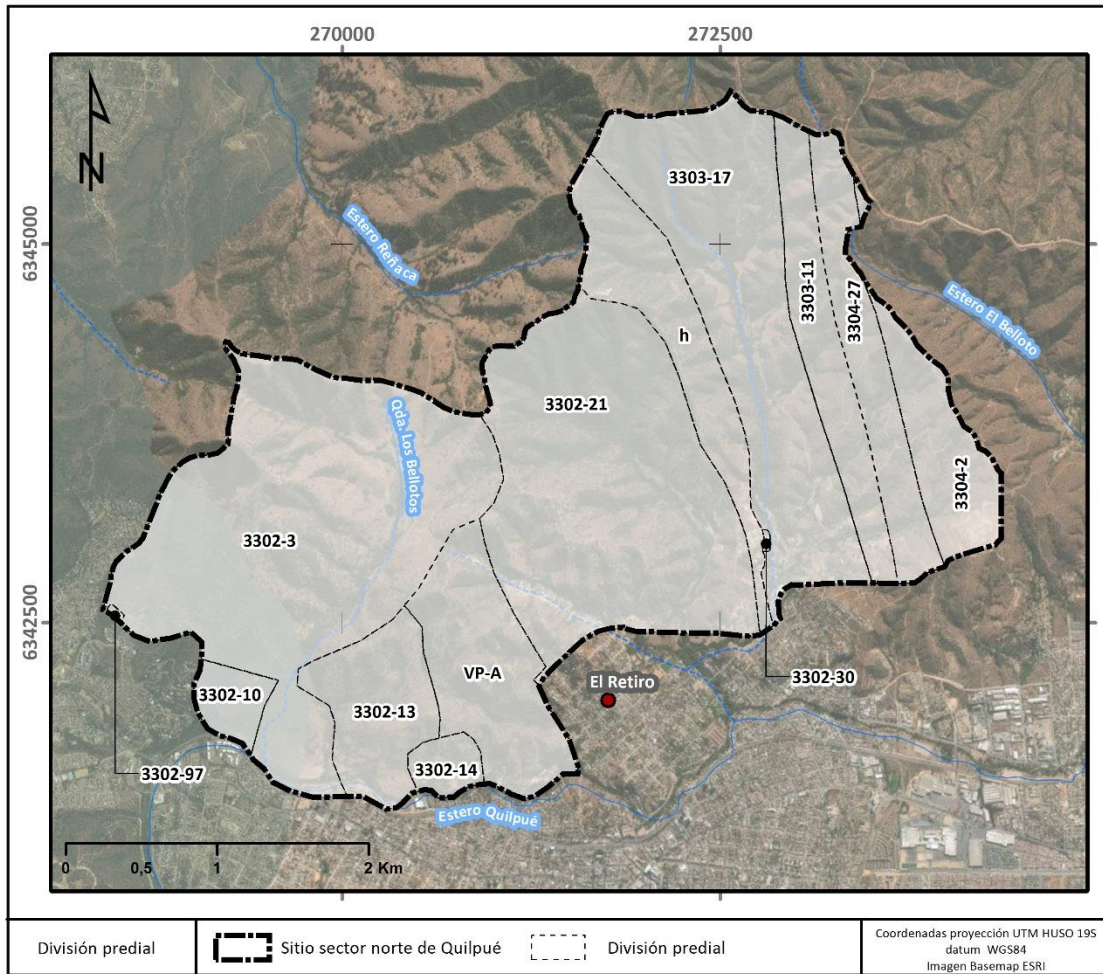 270000
272500
6345000
6342500
N
3303-17
Estero Reñaca
3303-11
3304-27
Estero El Belloto
h
3302-21
Qda. Los Bellotos
3304-2
3302-3
VP-A
El Retiro
3302-10
3302-13
3302-30
3302-97
3302-14
Estero Quilpué
0 0,5 1 2 Km
División predial
Sitio sector norte de Quilpué
División predial
Coordenadas proyección UTM HUSO 19S
datum WGS84
Imagen Basemap ESRI